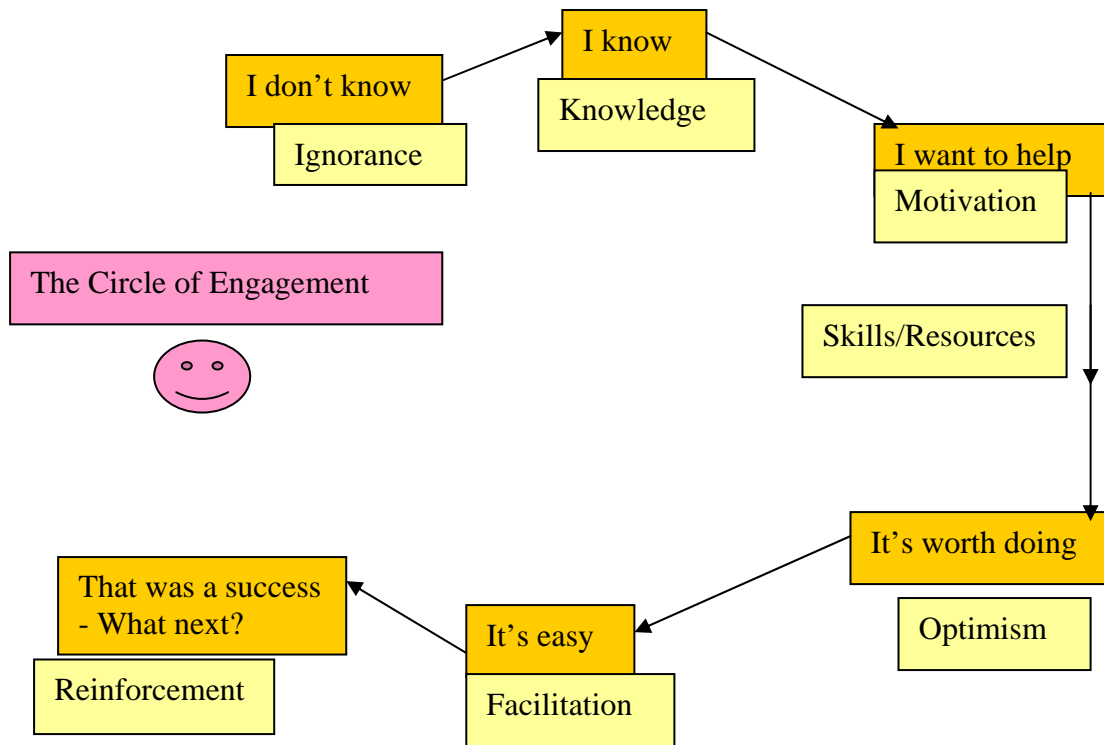 I don’t know
Ignorance
I know
Knowledge
I want to help
Motivation
The Circle of Engagement
Skills/Resources
It’s worth doing
Optimism
It’s easy
Facilitation
That was a success
- What next?
Reinforcement